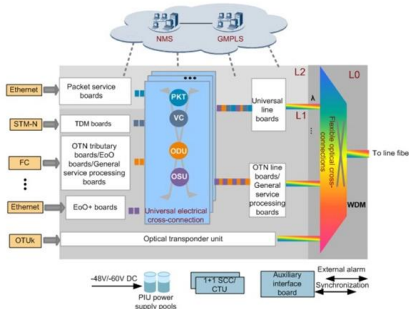 NMS
GMPLS
L2
L0
Ethernet
Packet service
boards
PKT
Universal
line
boards
λ
L1
STM-N
TDM boards
VC
FC
OTN tributary
boards/EoO
boards/General
service processing
boards
ODU
OSU
OTN line
boards/
General
service
processing
boards
Flexible optical cross-
connections
To line fibe
WDM
Ethernet
EoO+ boards
Universal electrical
cross-connection
OTUk
Optical transponder unit
-48V/-60V DC
PIU power
supply pools
1+1 SCC/
CTU
Auxiliary
interface
board
External alarm
Synchronization